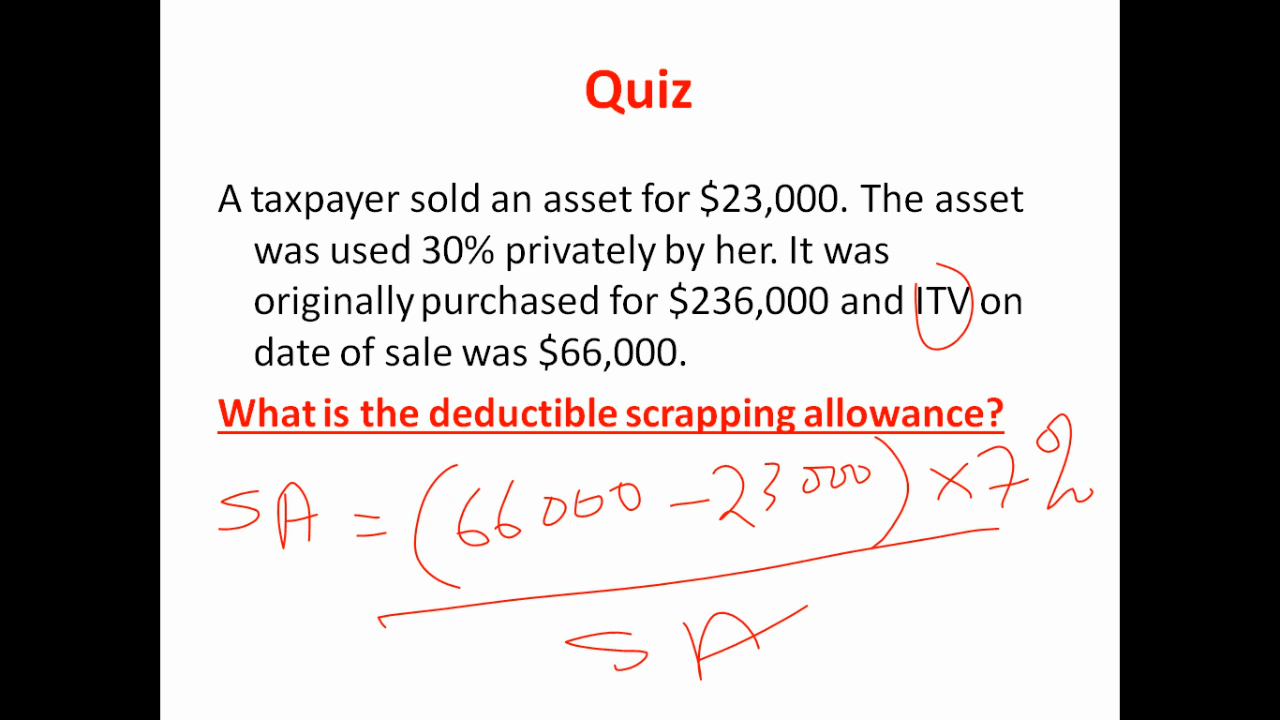 Quiz
A taxpayer sold an asset for $23,000. The asset
was used 30% privately by her. It was
originally purchased for $236,000 and ITV on
date of sale was $66,000.
What is the deductible scrapping allowance?
SA = (66000 - 23000) x 7%
SA